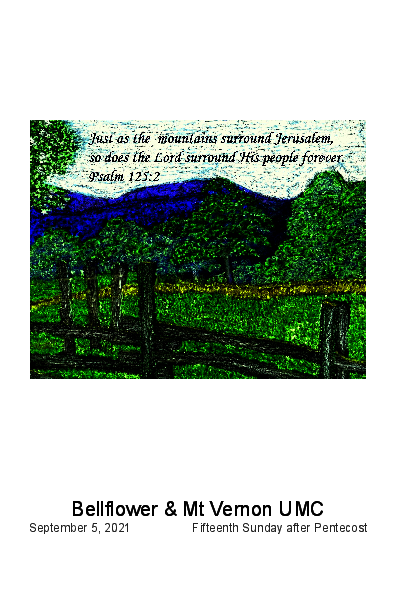 Just as the mountains surround Jerusalem,
so does the Lord surround His people forever.
Psalm 125:2
Bellflower & Mt Vernon UMC
September 5, 2021 Fifteenth Sunday after Pentecost